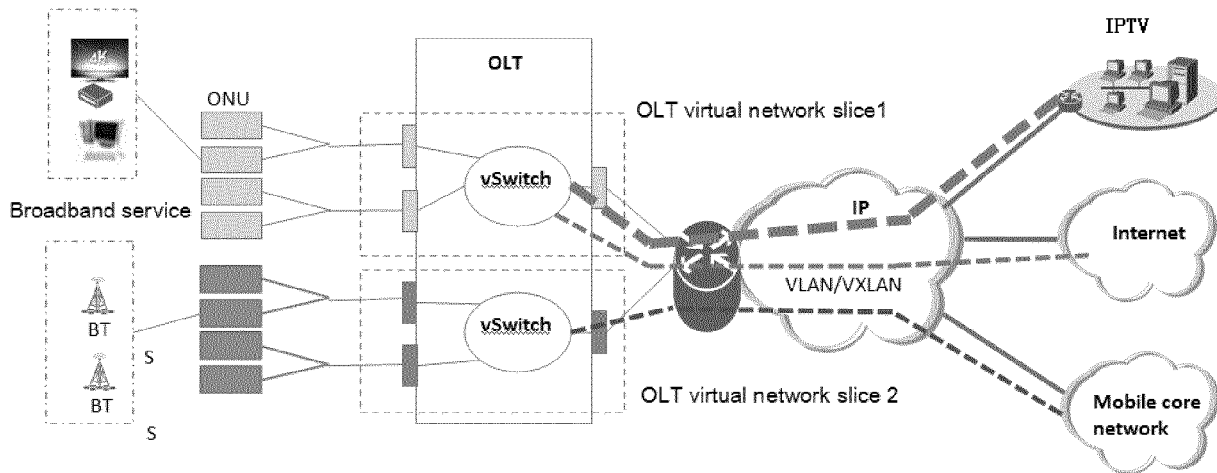 IPTV
4K
OLT
ONU
OLT virtual network slice1
vSwitch
Broadband service
IP
Internet
VLAN/VXLAN
BT
S
vSwitch
BT
S
OLT virtual network slice 2
Mobile core
network